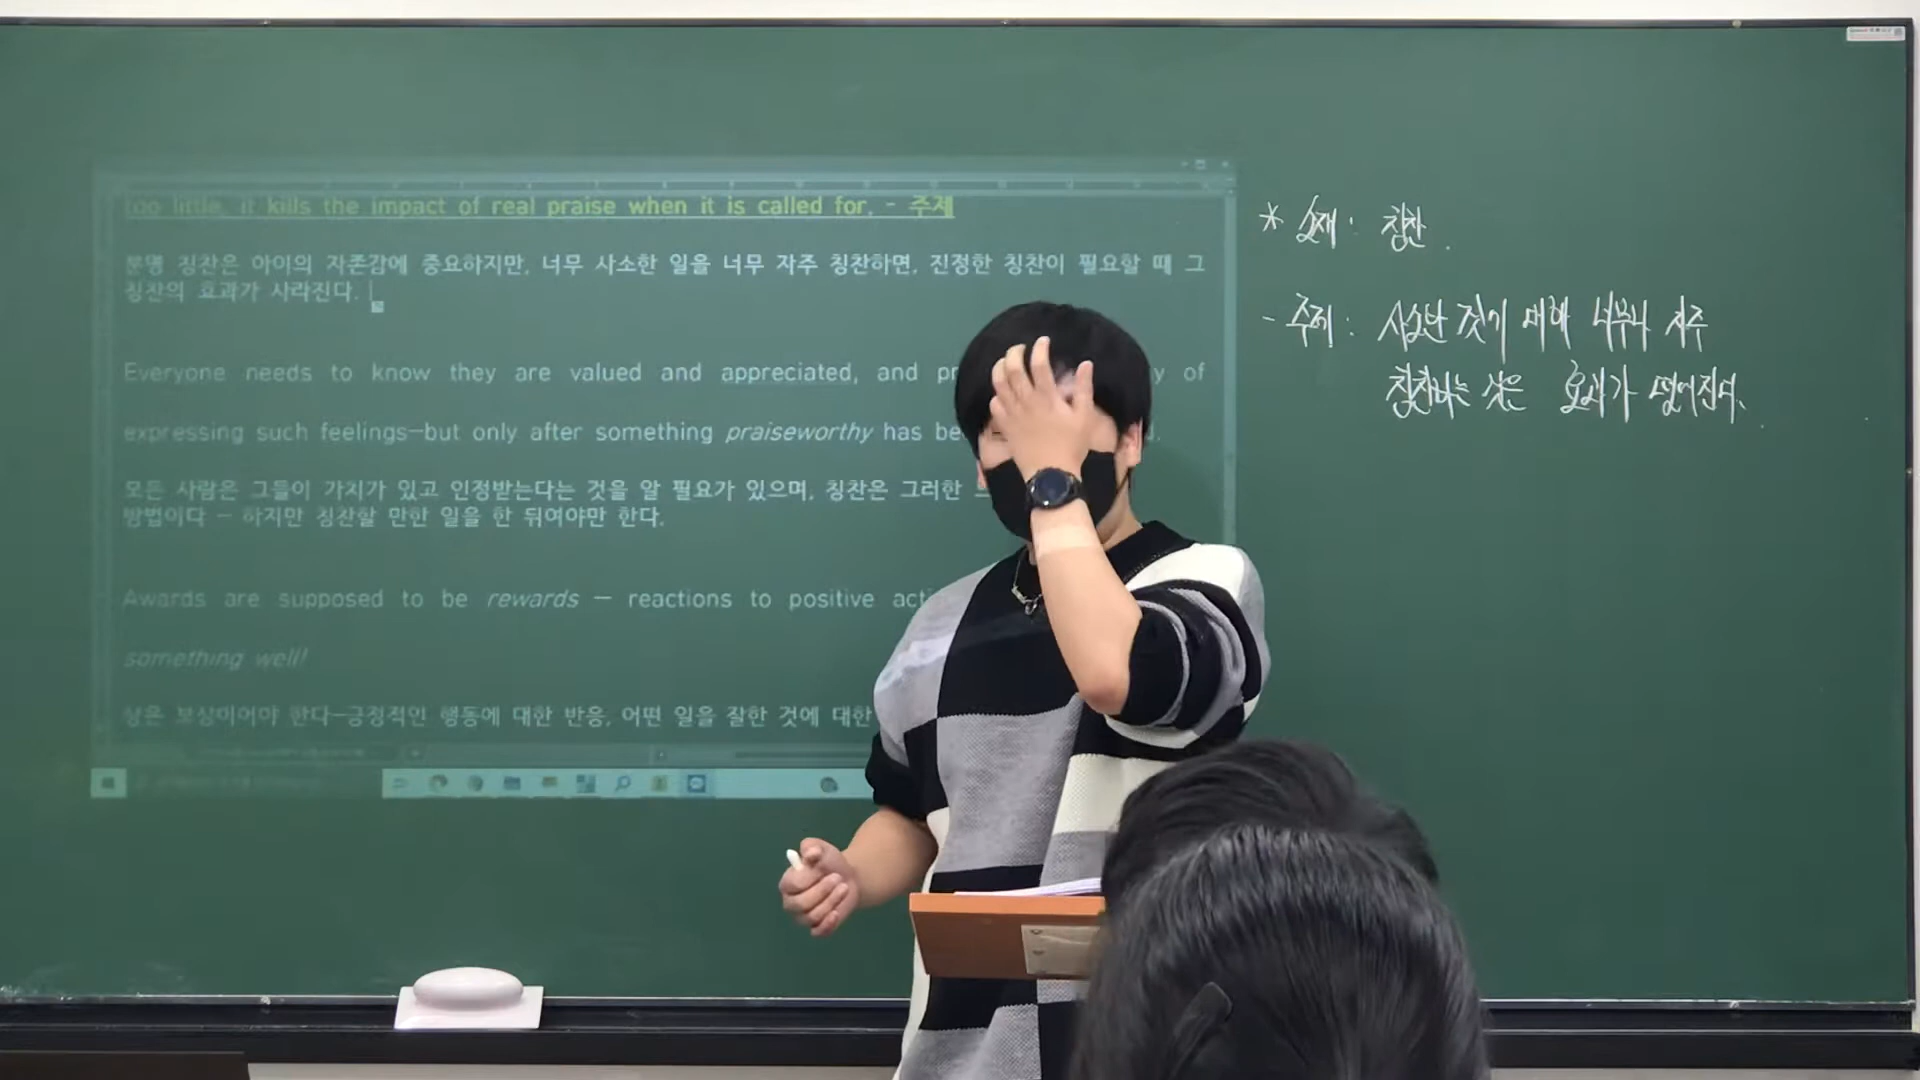 too little, it kills the impact of real praise when it is called for. - 주제
분명 칭찬은 아이의 자존감에 중요하지만, 너무 사소한 일을 너무 자주 칭찬하면, 진정한 칭찬이 필요할 때 그
칭찬의 효과가 사라진다.
Everyone needs to know they are valued and appreciated, and of
expressing such feelings—but only after something praiseworthy has
모든 사람은 그들이 가치가 있고 인정받는다는 것을 알 필요가 있으며, 칭찬은 그러한
방법이다 - 하지만 칭찬할 만한 일을 한 뒤여야만 한다.
Awards are supposed to be rewards — reactions to positive
something well!
상은 보상이어야 한다—긍정적인 행동에 대한 반응, 어떤 일을 잘한 것에 대한
* 소재 : 칭찬.
- 주제 : 사소한 것에 대해 너무나 자주
칭찬하는 것은 효과가 떨어진다.